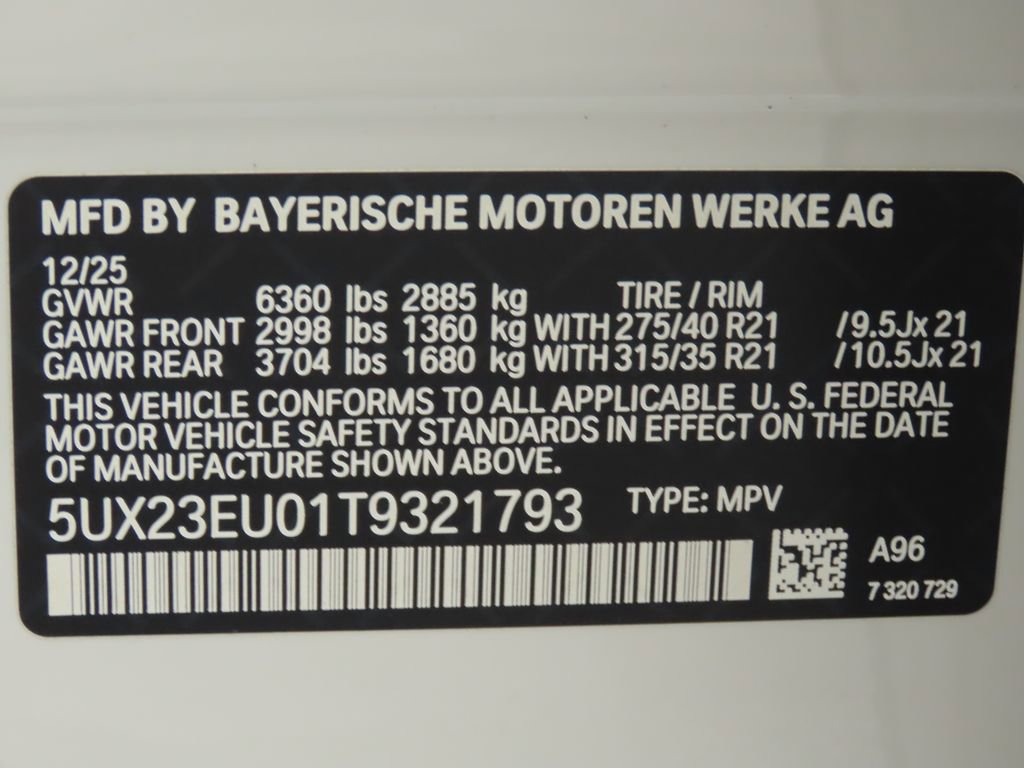 MFD BY BAYERISCHE MOTOREN WERKE AG
12/25
GVWR 6360 lbs 2885 kg TIRE / RIM
GAWR FRONT 2998 lbs 1360 kg WITH 275/40 R21 /9.5Jx 21
GAWR REAR 3704 lbs 1680 kg WITH 315/35 R21 /10.5Jx 21
THIS VEHICLE CONFORMS TO ALL APPLICABLE U. S. FEDERAL
MOTOR VEHICLE SAFETY STANDARDS IN EFFECT ON THE DATE
OF MANUFACTURE SHOWN ABOVE.
5UX23EU01T9321793 TYPE: MPV
A96
7 320 729